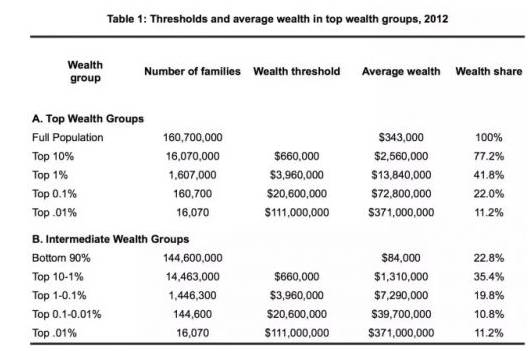 Table 1: Thresholds and average wealth in top wealth groups, 2012
Wealth group Number of families Wealth threshold Average wealth Wealth share
A. Top Wealth Groups
Full Population 160,700,000 $343,000 100%
Top 10% 16,070,000 $660,000 $2,560,000 77.2%
Top 1% 1,607,000 $3,960,000 $13,840,000 41.8%
Top 0.1% 160,700 $20,600,000 $72,800,000 22.0%
Top .01% 16,070 $111,000,000 $371,000,000 11.2%
B. Intermediate Wealth Groups
Bottom 90% 144,600,000 $84,000 22.8%
Top 10-1% 14,463,000 $660,000 $1,310,000 35.4%
Top 1-0.1% 1,446,300 $3,960,000 $7,290,000 19.8%
Top 0.1-0.01% 144,600 $20,600,000 $39,700,000 10.8%
Top .01% 16,070 $111,000,000 $371,000,000 11.2%